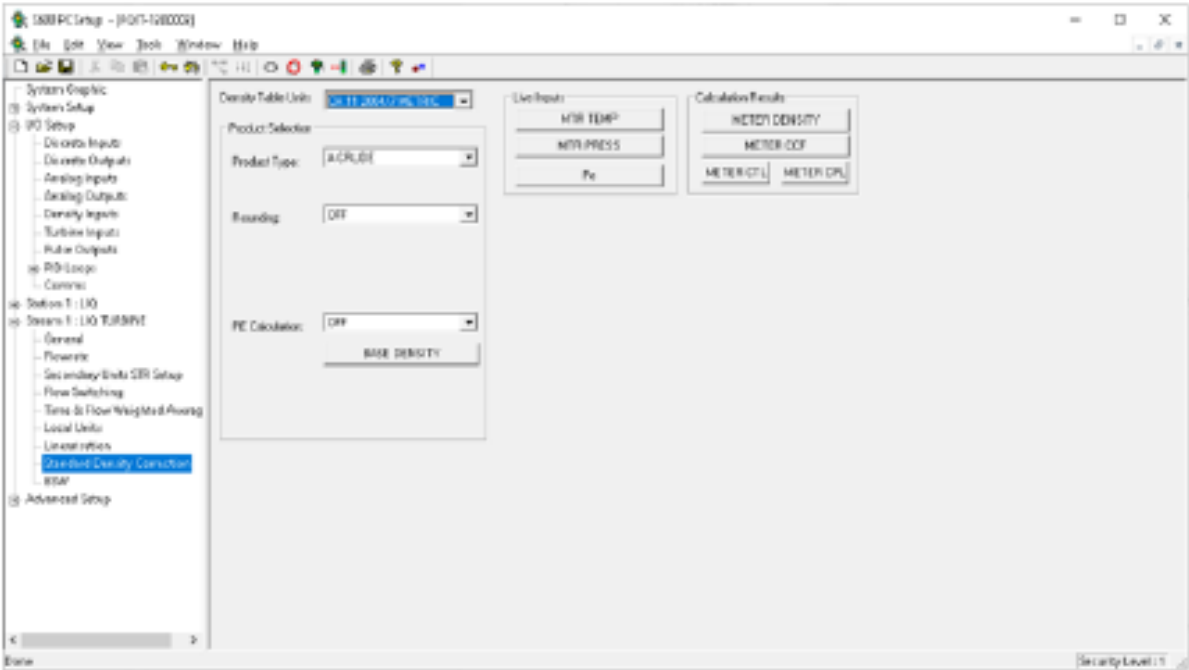 S600 PC Setup -
File Edit View Tools Window Help
System Graphic
System Setup
I/O Setup
Discrete Inputs
Discrete Outputs
Analog Inputs
Analog Outputs
Density Inputs
Turbine Inputs
Pulse Outputs
PID Loops
Comms
Station 1 : LIQ
Stream 1 : LIQ TURBINE
General
Flowrate
Secondary Units STR Setup
Flow Switching
Time & Flow Weighted Averag
Local Units
Linearisation
Standard Density Correction
BSW
Advanced Setup
Density Table Units
Product Selection
Product Type: A CRUDE
Rounding: OFF
PE Calculation: OFF
BASE DENSITY
Live Inputs
MTR TEMP
MTR PRESS
Pe
Calculation Results
METER DENSITY
METER CCF
METER CTL METER CPL
Done
Security Level : 1